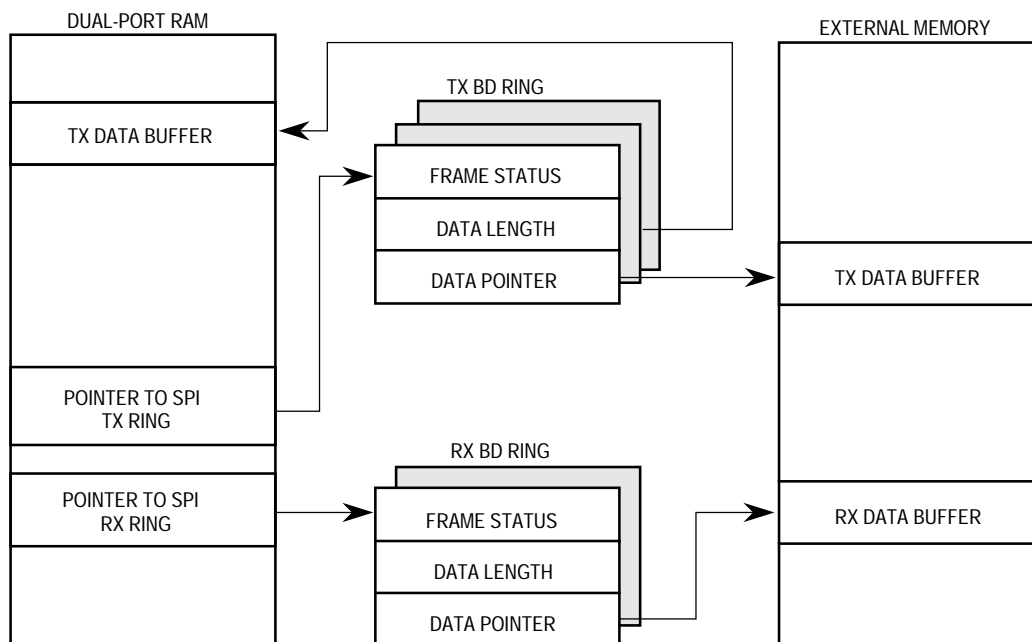 DUAL-PORT RAM
EXTERNAL MEMORY
TX BD RING
TX DATA BUFFER
FRAME STATUS
DATA LENGTH
DATA POINTER
TX DATA BUFFER
POINTER TO SPI
TX RING
RX BD RING
POINTER TO SPI
RX RING
FRAME STATUS
RX DATA BUFFER
DATA LENGTH
DATA POINTER